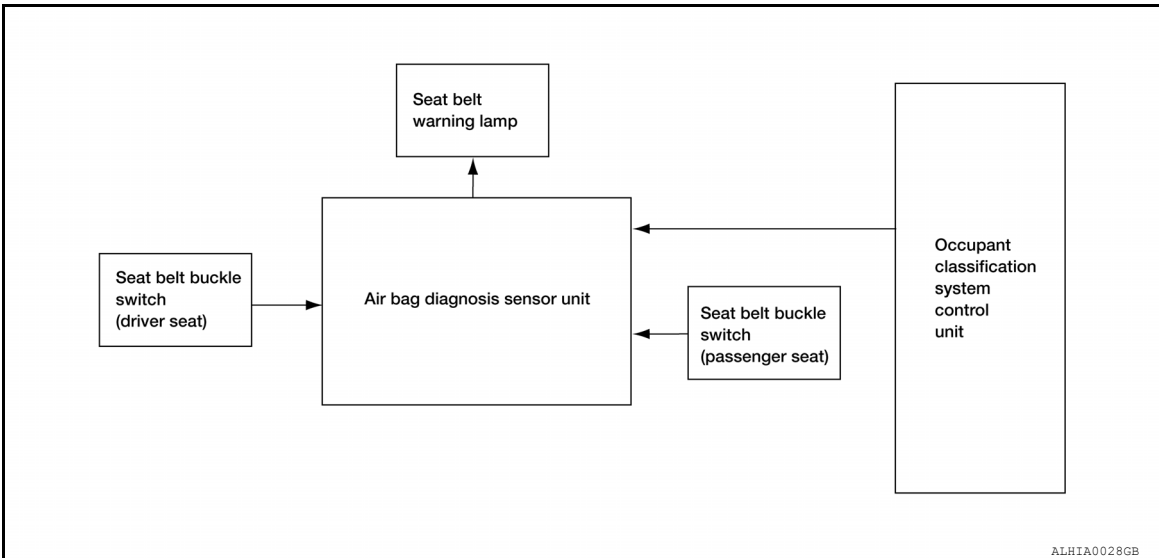 Seat belt
warning lamp
Seat belt buckle
switch
(driver seat)
Air bag diagnosis sensor unit
Seat belt buckle
switch
(passenger seat)
Occupant
classification
system
control
unit
ALHIA0028GB